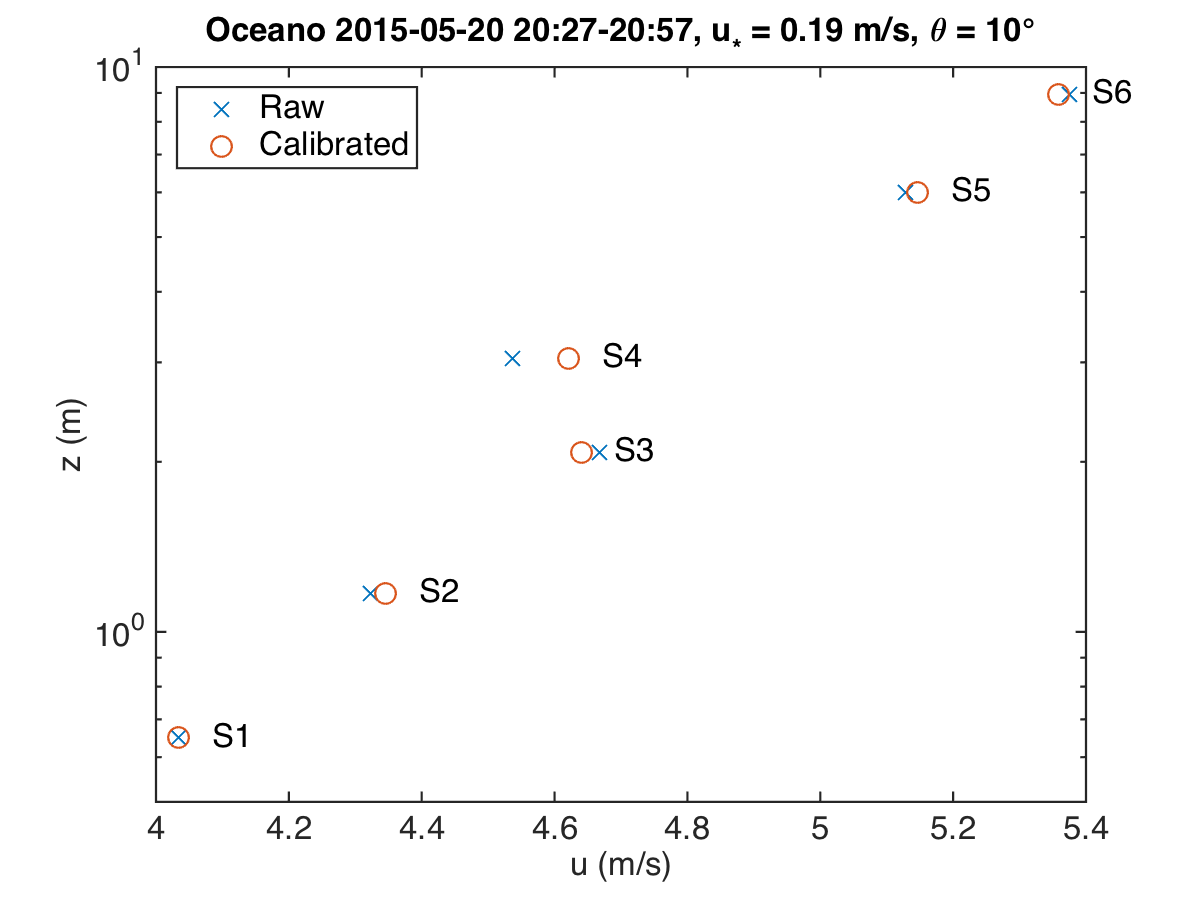 Oceano 2015-05-20 20:27-20:57, u* = 0.19 m/s, θ = 10°
10¹
Raw
Calibrated
S6
S5
S4
S3
S2
10⁰
S1
z (m)
4 4.2 4.4 4.6 4.8 5 5.2 5.4
u (m/s)